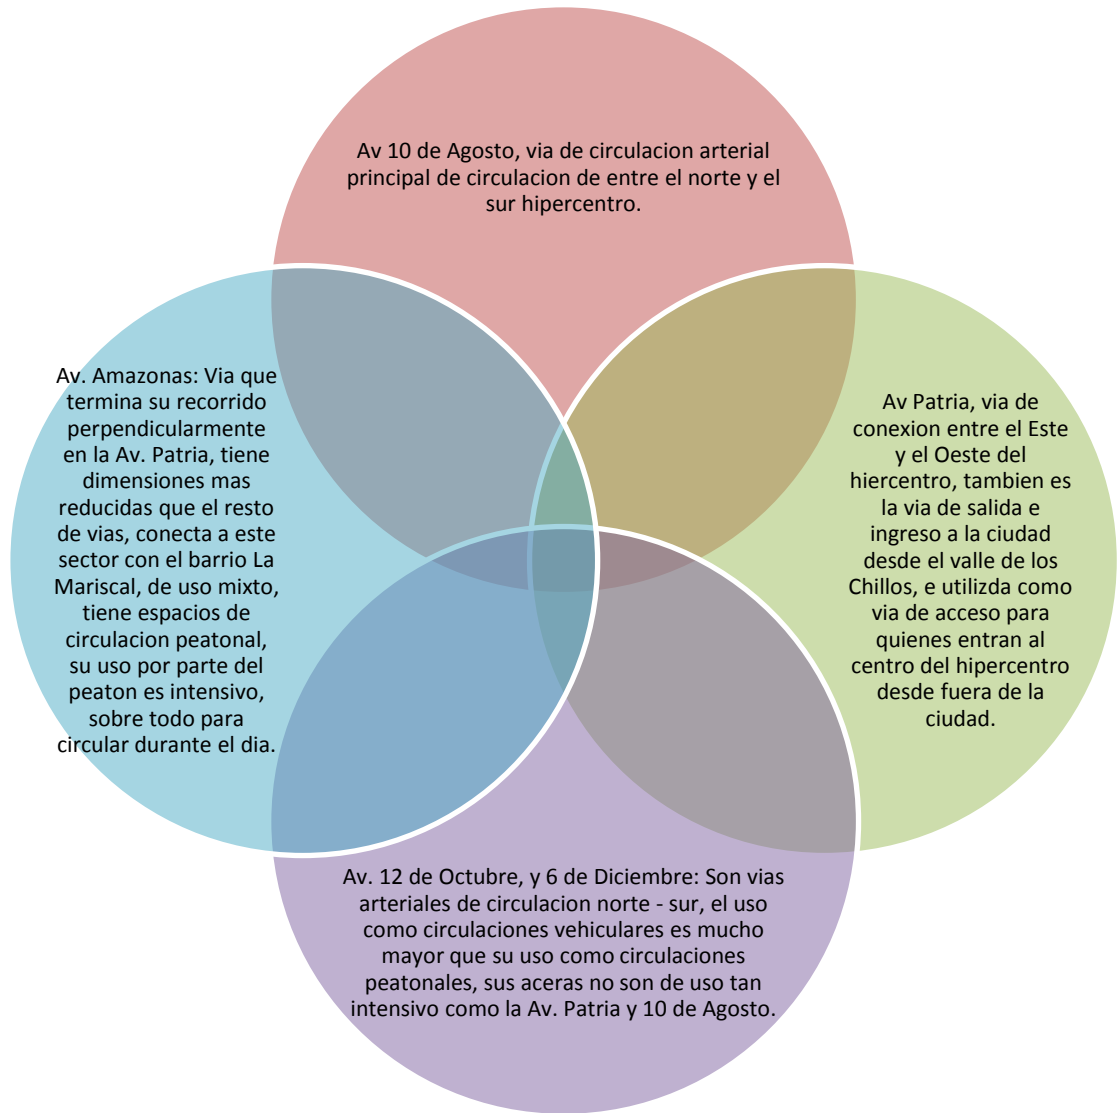 Av 10 de Agosto, via de circulacion arterial
principal de circulacion de entre el norte y el
sur hipercentro.
Av. Amazonas: Via que
termina su recorrido
perpendicularmente
en la Av. Patria, tiene
dimensiones mas
reducidas que el resto
de vias, conecta a este
sector con el barrio La
Mariscal, de uso mixto,
tiene espacios de
circulacion peatonal,
su uso por parte del
peaton es intensivo,
sobre todo para
circular durante el dia.
Av Patria, via de
conexion entre el Este
y el Oeste del
hiercentro, tambien es
la via de salida e
ingreso a la ciudad
desde el valle de los
Chillos, e utilizda como
via de acceso para
quienes entran al
centro del hipercentro
desde fuera de la
ciudad.
Av. 12 de Octubre, y 6 de Diciembre: Son vias
arteriales de circulacion norte - sur, el uso
como circulaciones vehiculares es mucho
mayor que su uso como circulaciones
peatonales, sus aceras no son de uso tan
intensivo como la Av. Patria y 10 de Agosto.